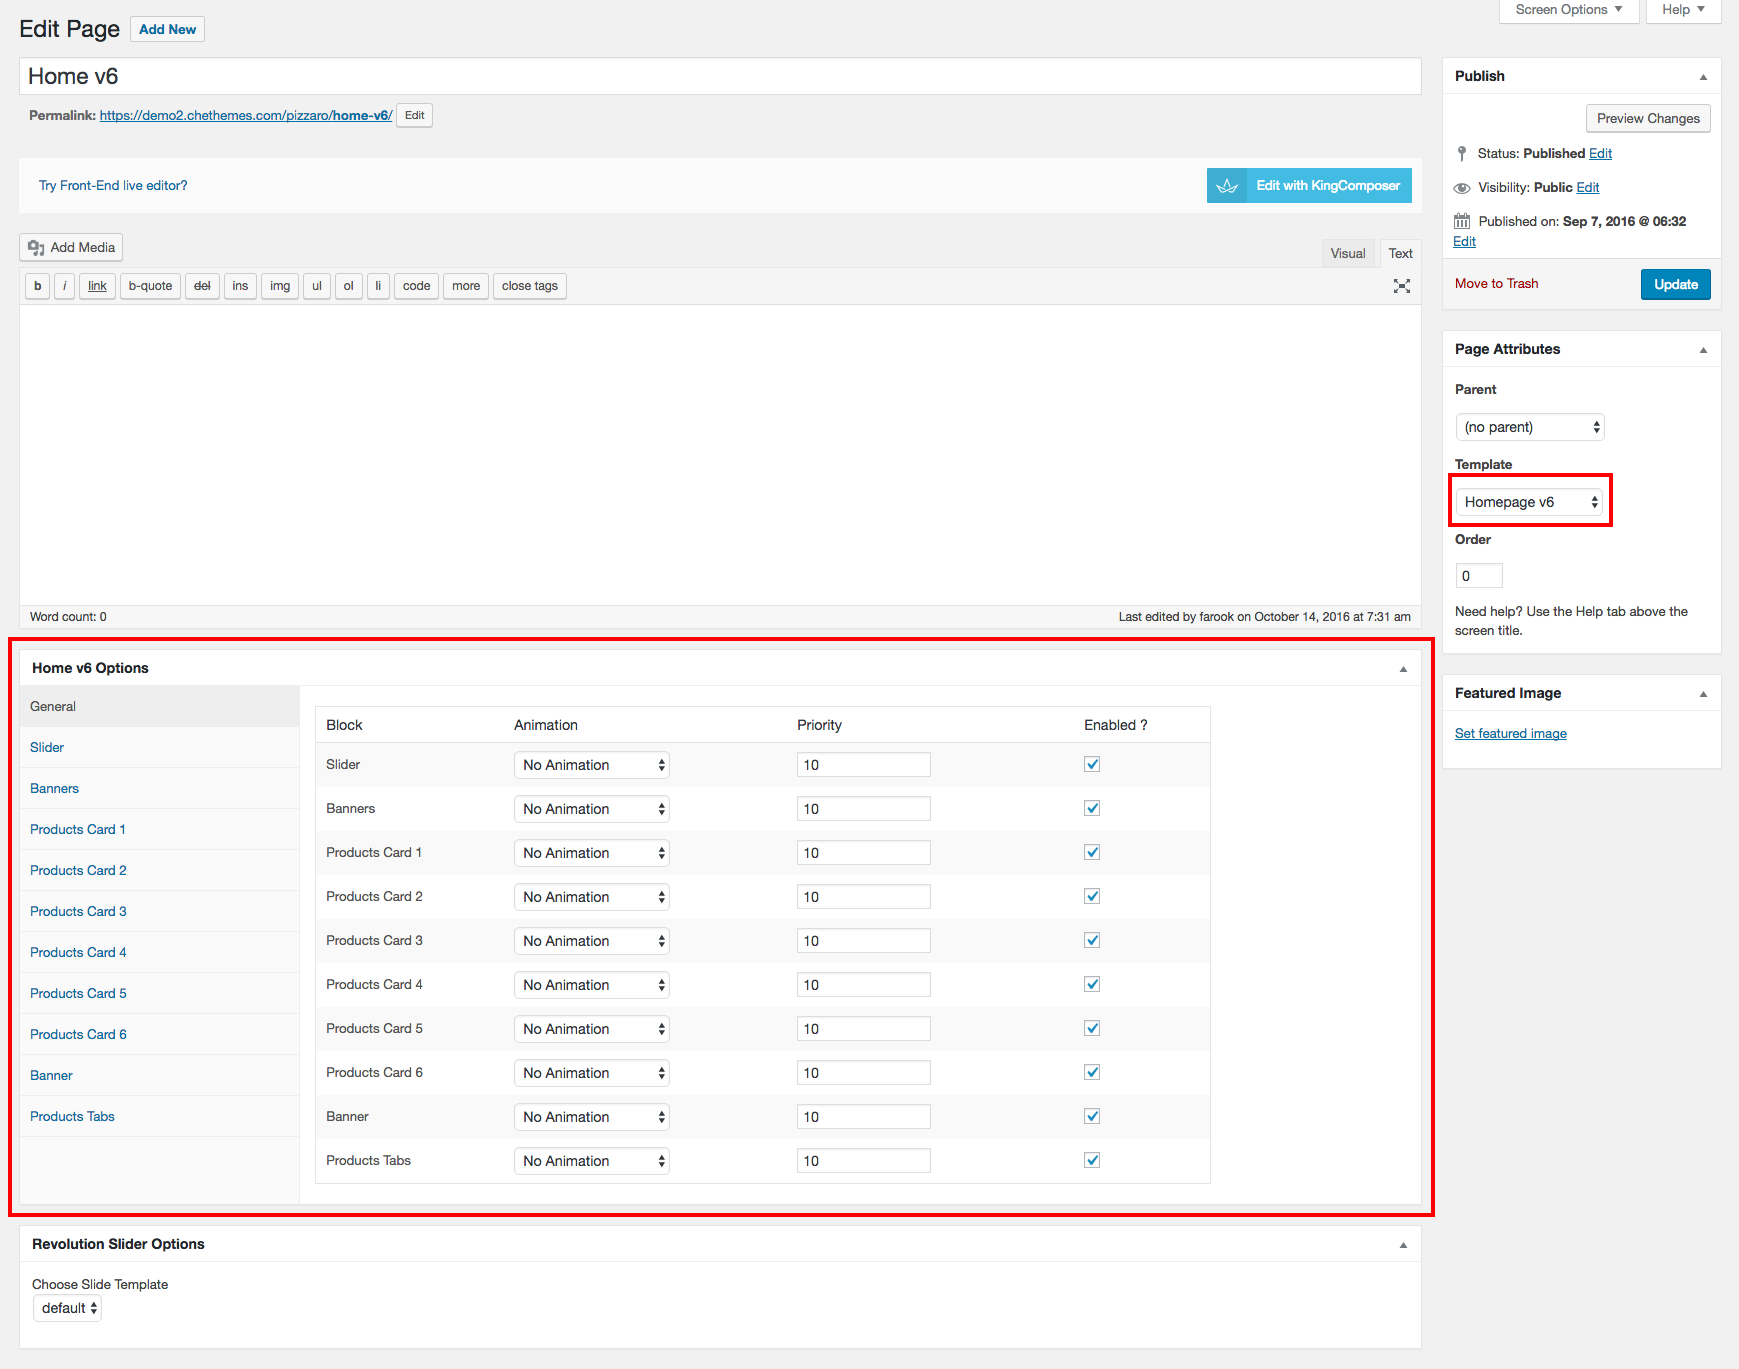 Screen Options ▼ Help ▼
Edit Page Add New
Home v6
Permalink: https://demo2.chethemes.com/pizzaro/home-v6/ Edit
Try Front-End live editor?
Edit with KingComposer
Add Media
Visual Text
b i link b-quote del ins img ul ol li code more close tags
Word count: 0
Last edited by farook on October 14, 2016 at 7:31 am
Home v6 Options
General
Slider
Banners
Products Card 1
Products Card 2
Products Card 3
Products Card 4
Products Card 5
Products Card 6
Banner
Products Tabs
Block Animation Priority Enabled ?
Slider No Animation 10
Banners No Animation 10
Products Card 1 No Animation 10
Products Card 2 No Animation 10
Products Card 3 No Animation 10
Products Card 4 No Animation 10
Products Card 5 No Animation 10
Products Card 6 No Animation 10
Banner No Animation 10
Products Tabs No Animation 10
Revolution Slider Options
Choose Slide Template
default
Publish
Preview Changes
Status: Published Edit
Visibility: Public Edit
Published on: Sep 7, 2016 @ 06:32
Edit
Move to Trash
Update
Page Attributes
Parent
(no parent)
Template
Homepage v6
Order
0
Need help? Use the Help tab above the
screen title.
Featured Image
Set featured image